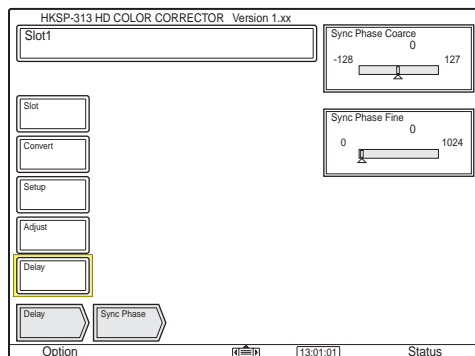 HKSP-313 HD COLOR CORRECTOR Version 1.xx
Slot1
Sync Phase Coarce
0
-128 127
Sync Phase Fine
0
0 1024
Slot
Convert
Setup
Adjust
Delay
Delay Sync Phase
Option [13:01:01] Status